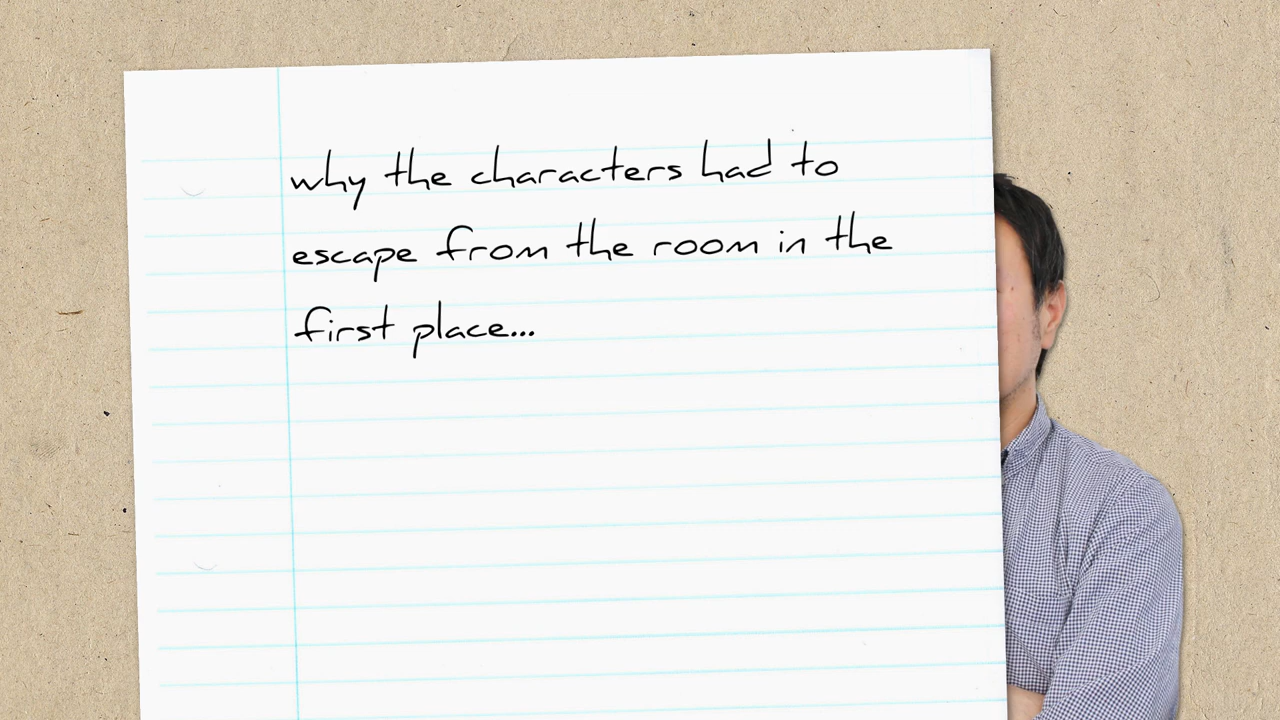 why the characters had to
escape from the room in the
first place...